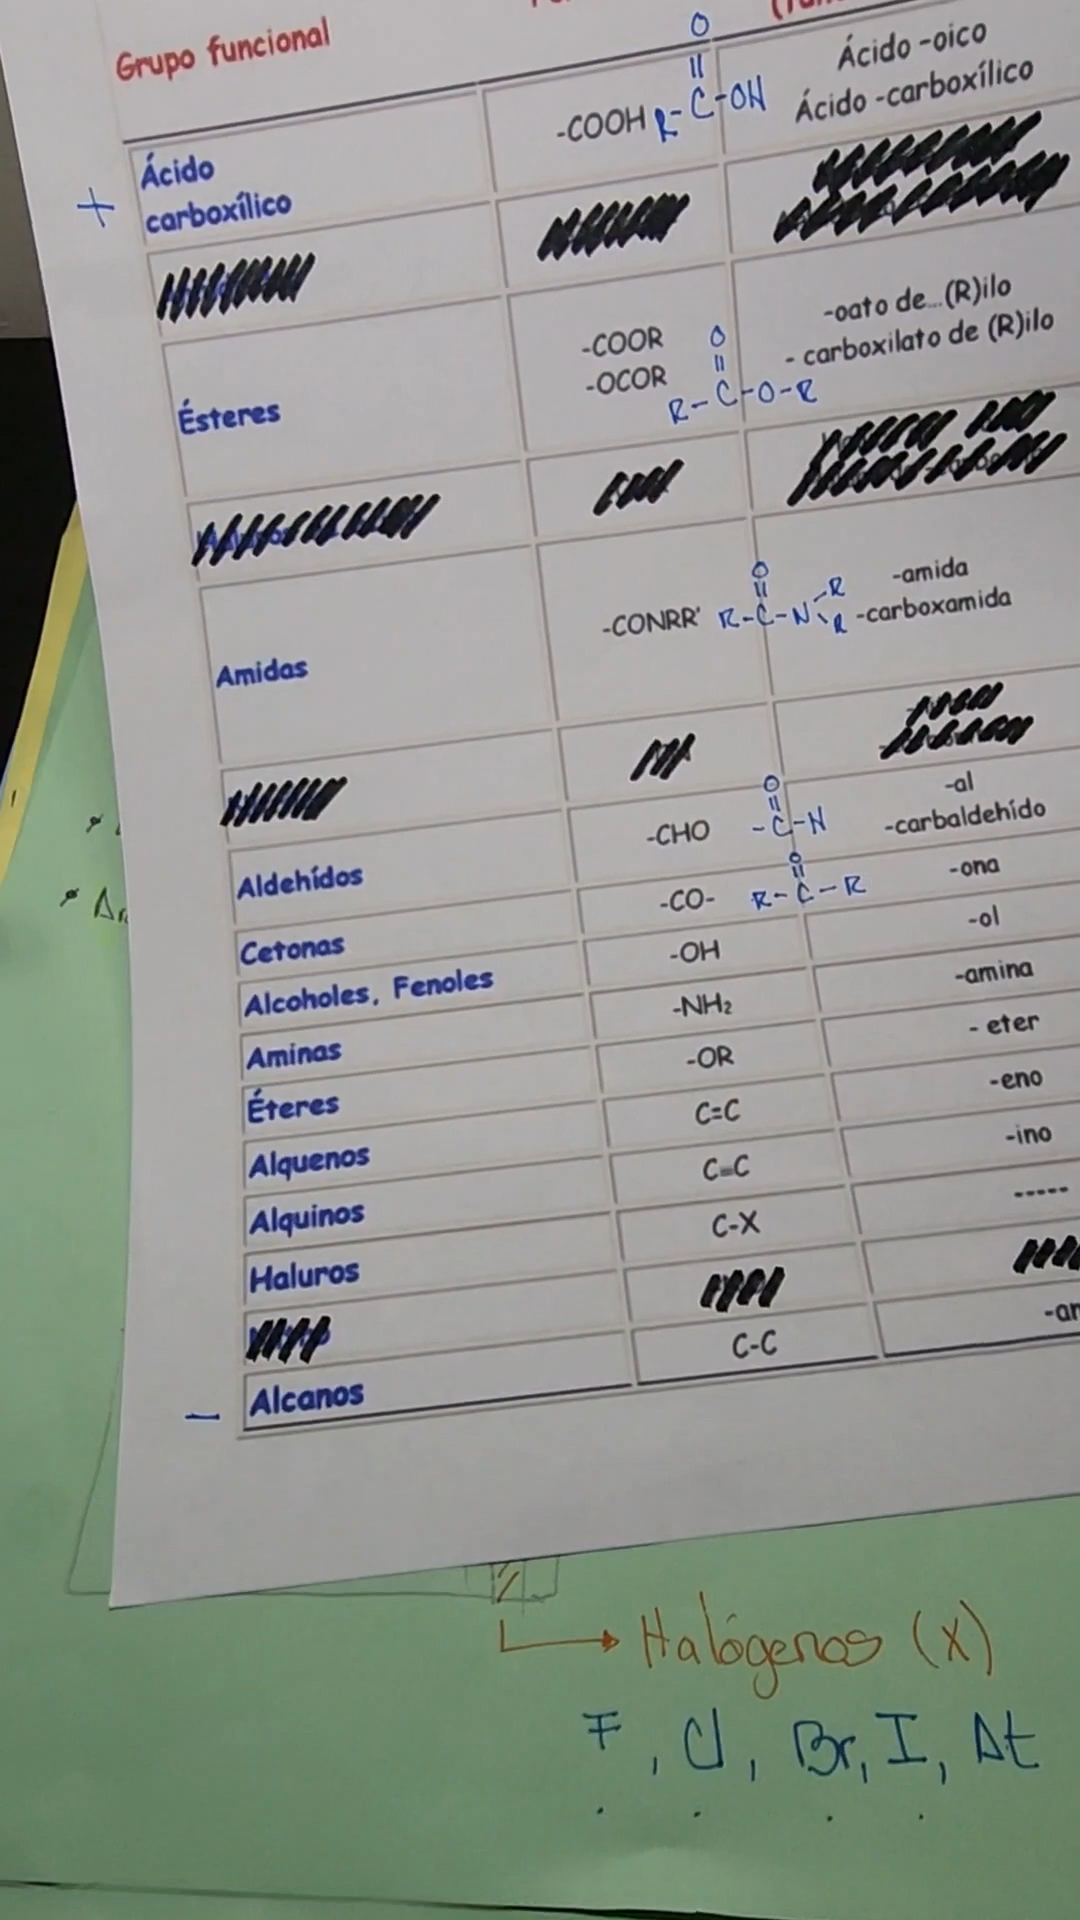 Grupo funcional
O
||
-COOH R-C-OH
Ácido -oico
Ácido -carboxílico
+
Ácido
carboxílico
Ésteres
-COOR
-OCOR
O
||
R-C-O-R
-oato de...(R)ilo
- carboxilato de (R)ilo
Amidas
-CONRR'
O
||
R-C-N
R
R
-amida
-carboxamida
Aldehídos
-CHO
O
||
-C-N
-al
-carbaldehído
Cetonas
-CO-
O
||
R-C-R
-ona
Alcoholes, Fenoles
-OH
-ol
Aminas
-NH₂
-amina
Éteres
-OR
- eter
Alquenos
C=C
-eno
Alquinos
C≡C
-ino
Haluros
C-X
-----
-
Alcanos
C-C
Halógenos (X)
F, Cl, Br, I, At